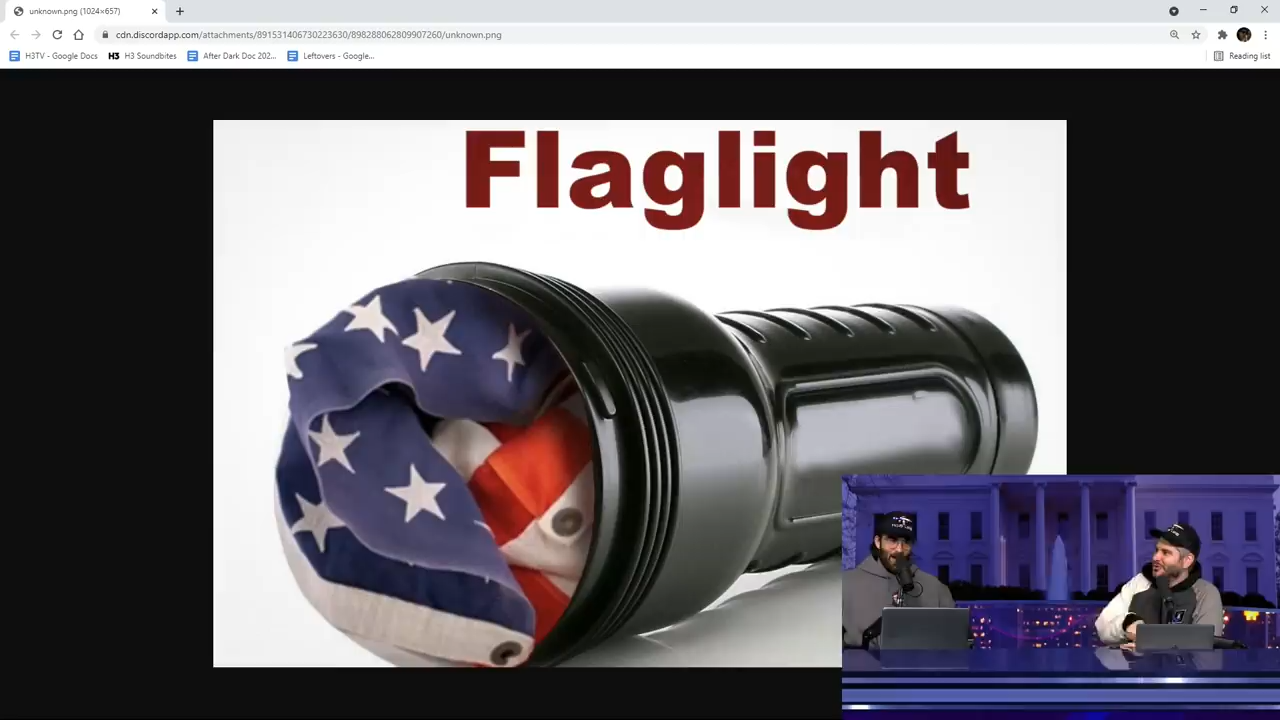 unknown.png (1024×657)
cdn.discordapp.com/attachments/891531406730223630/898288062809907260/unknown.png
H3TV - Google Docs
H3 H3 Soundbites
After Dark Doc 202...
Leftovers - Google...
Reading list
Flaglight